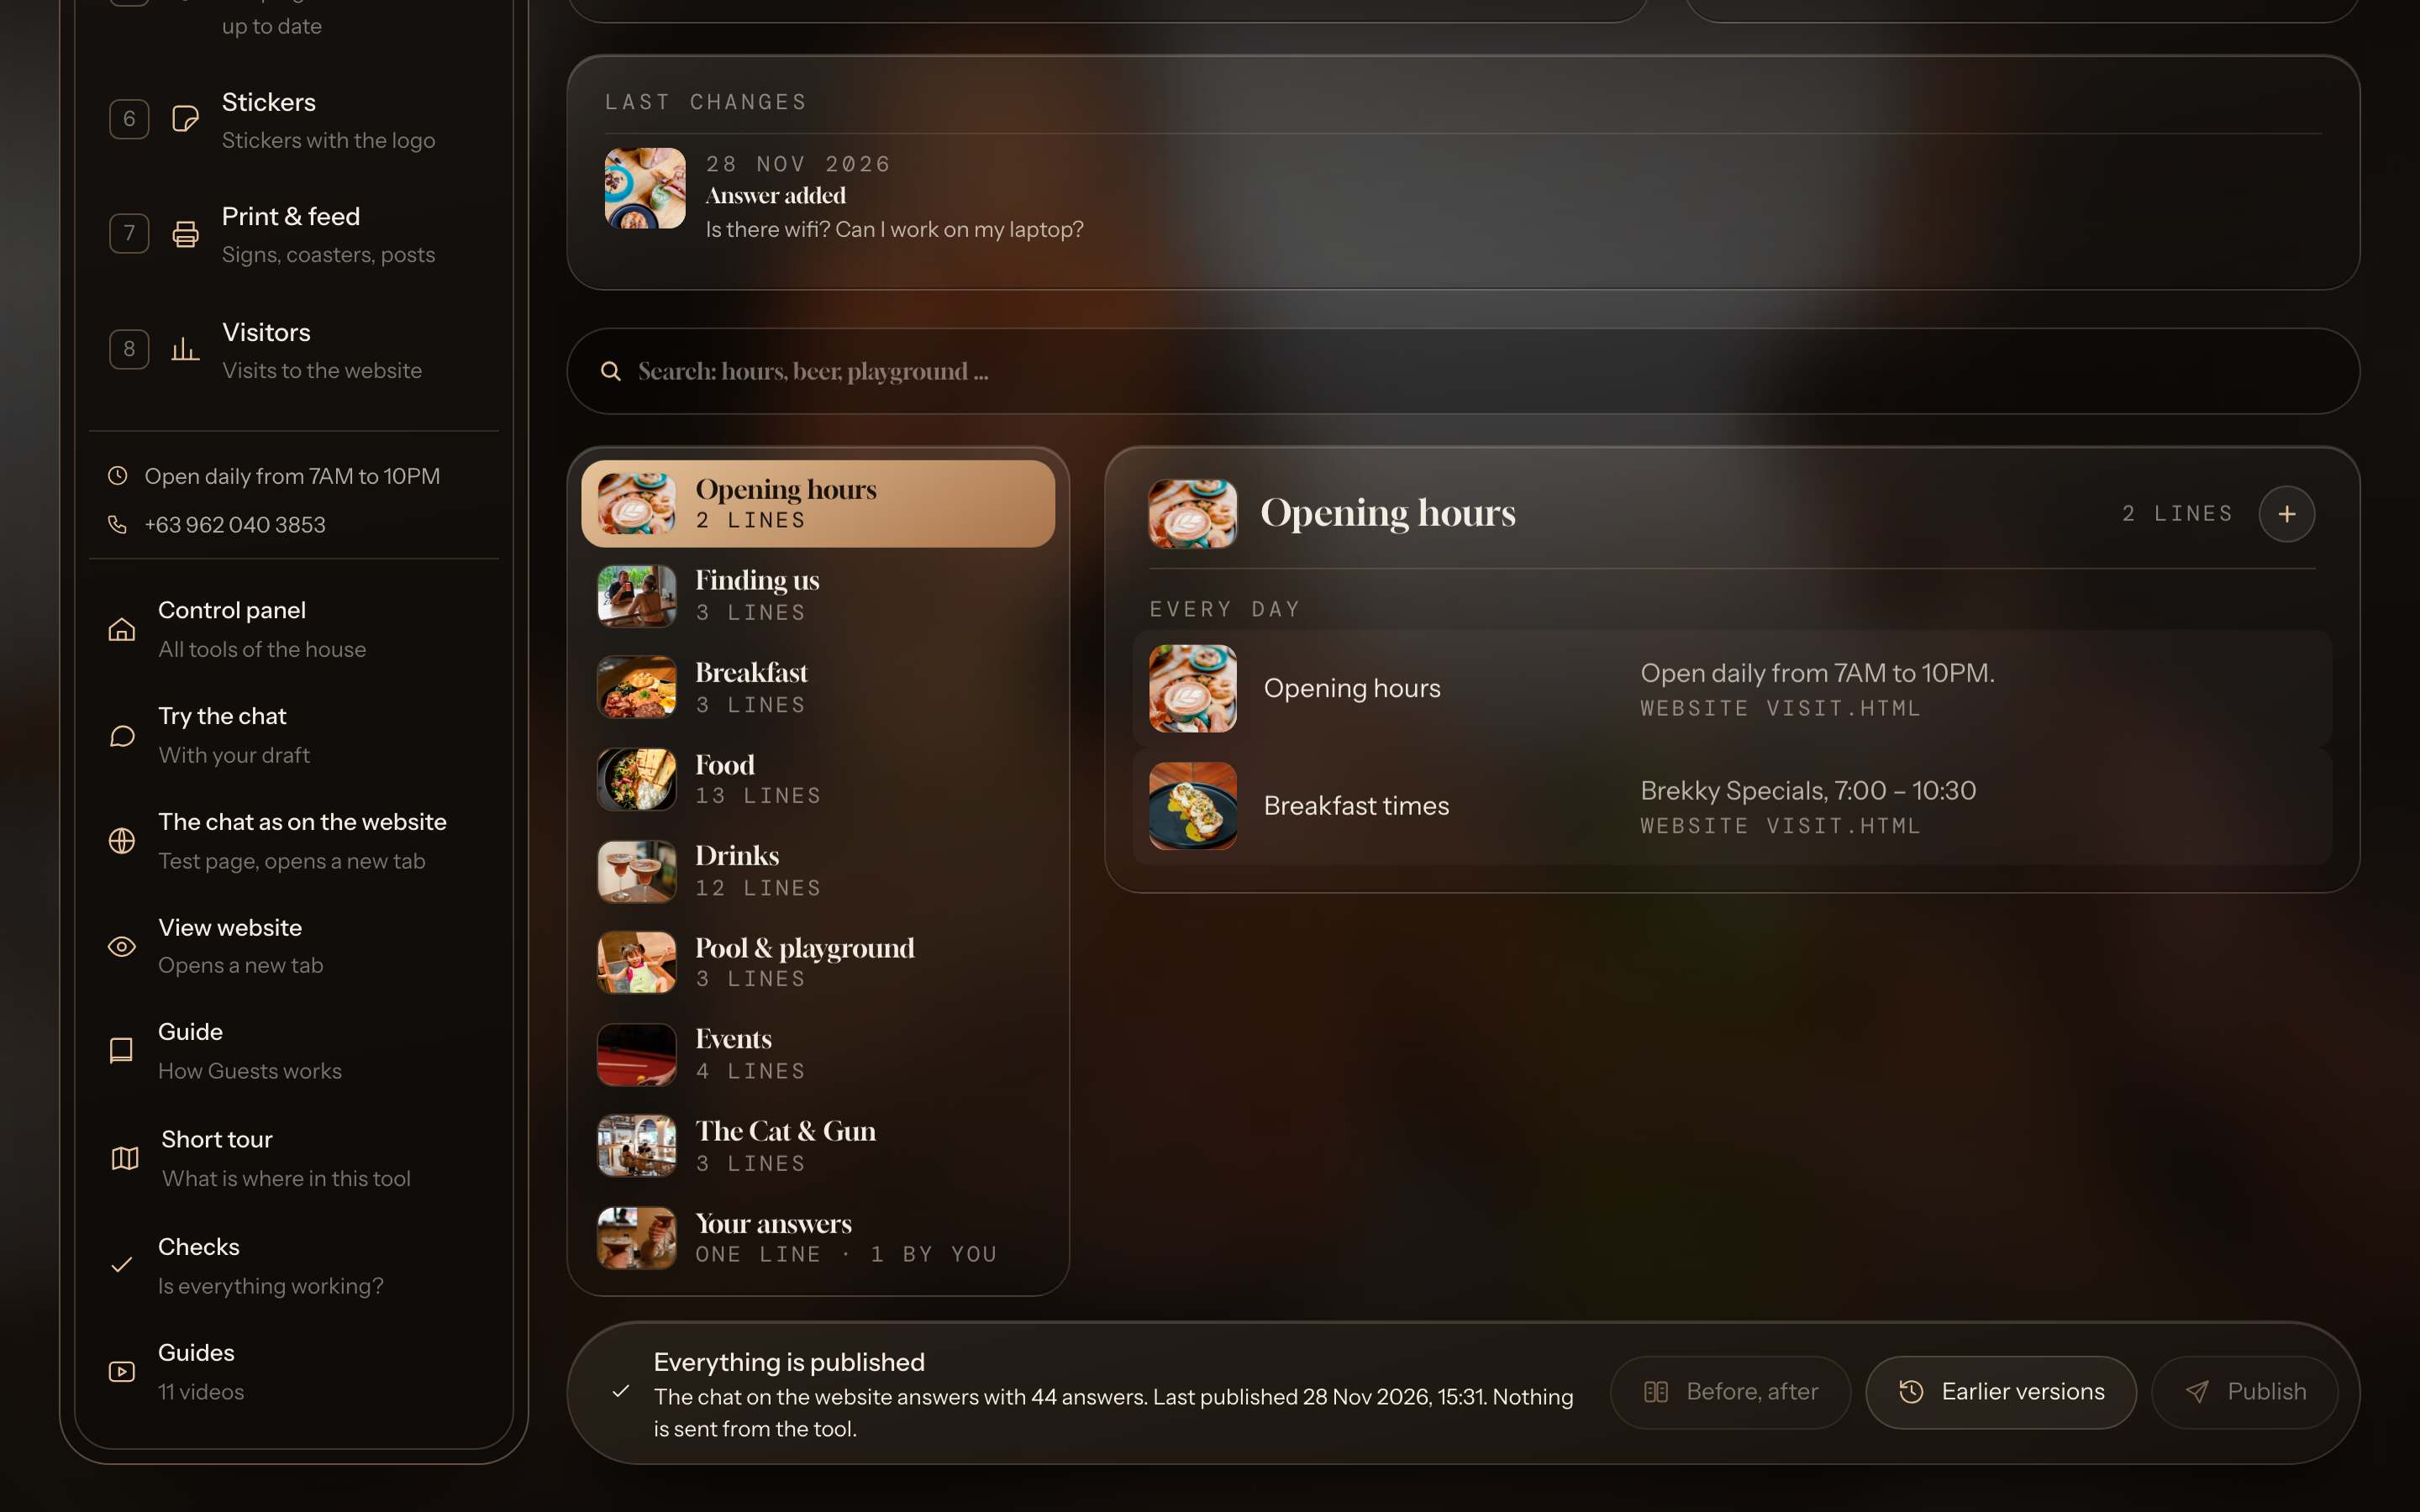 up to date
6
Stickers
Stickers with the logo
7
Print & feed
Signs, coasters, posts
8
Visitors
Visits to the website
Open daily from 7AM to 10PM
+63 962 040 3853
Control panel
All tools of the house
Try the chat
With your draft
The chat as on the website
Test page, opens a new tab
View website
Opens a new tab
Guide
How Guests works
Short tour
What is where in this tool
Checks
Is everything working?
Guides
11 videos
LAST CHANGES
28 NOV 2026
Answer added
Is there wifi? Can I work on my laptop?
Search: hours, beer, playground ...
Opening hours
2 LINES
Finding us
3 LINES
Breakfast
3 LINES
Food
13 LINES
Drinks
12 LINES
Pool & playground
3 LINES
Events
4 LINES
The Cat & Gun
3 LINES
Your answers
ONE LINE · 1 BY YOU
Opening hours
2 LINES
EVERY DAY
Opening hours
Open daily from 7AM to 10PM.
WEBSITE VISIT.HTML
Breakfast times
Brekky Specials, 7:00 – 10:30
WEBSITE VISIT.HTML
Everything is published
The chat on the website answers with 44 answers. Last published 28 Nov 2026, 15:31. Nothing
is sent from the tool.
Before, after
Earlier versions
Publish